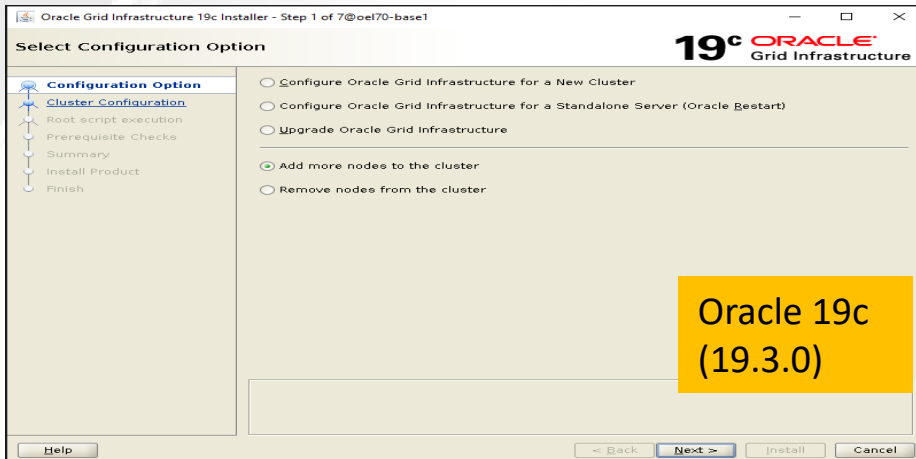 Oracle Grid Infrastructure 19c Installer - Step 1 of 7@oel70-base1
Select Configuration Option
19c ORACLE
Grid Infrastructure
Configuration Option
Cluster Configuration
Root script execution
Prerequisite Checks
Summary
Install Product
Finish
Configure Oracle Grid Infrastructure for a New Cluster
Configure Oracle Grid Infrastructure for a Standalone Server (Oracle Restart)
Upgrade Oracle Grid Infrastructure
Add more nodes to the cluster
Remove nodes from the cluster
Oracle 19c
(19.3.0)
Help
< Back
Next >
Install
Cancel